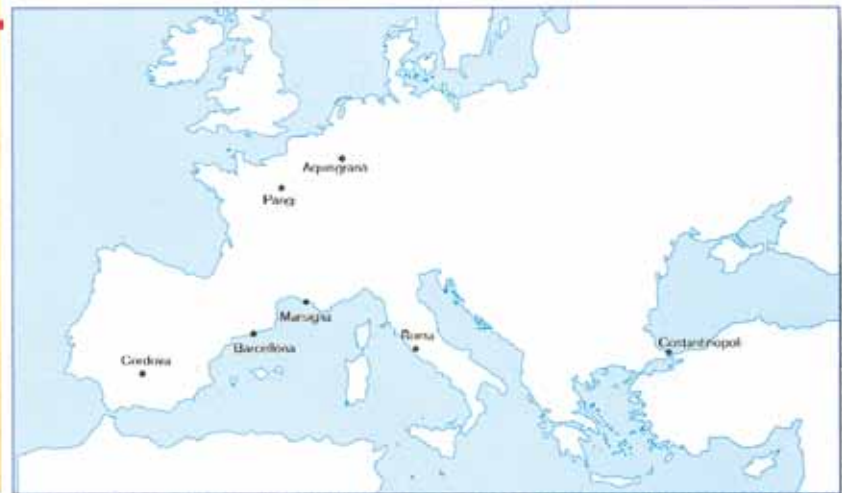 Aquisgrana
Parigi
Marsiglia
Barcellona
Roma
Costantinopoli
Cordova